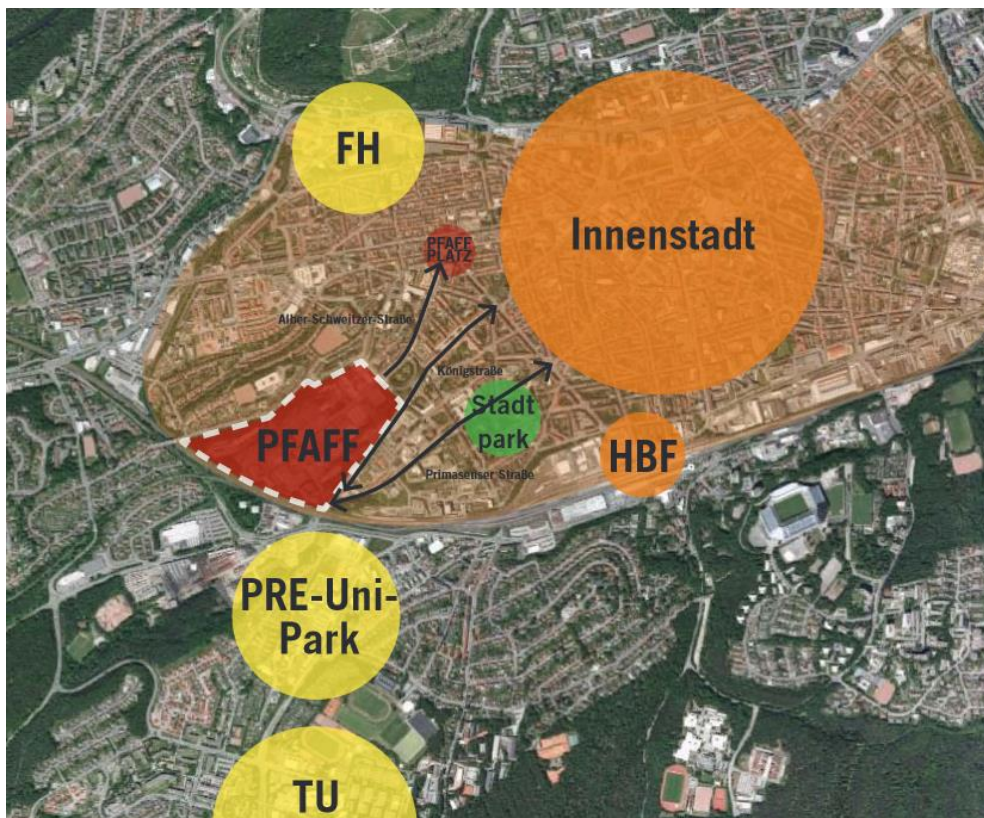 FH
Innenstadt
PFAFF
PLATZ
Alber-Schweitzer-Straße
Königstraße
Stadt
park
PFAFF
HBF
Primasenser Straße
PRE-Uni-
Park
TU